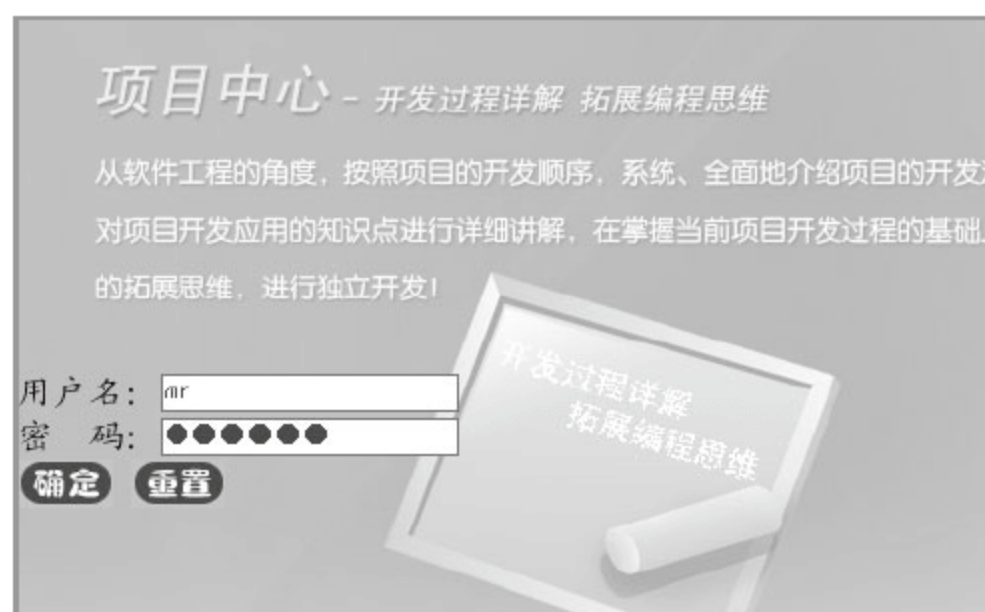 项目中心 - 开发过程详解 拓展编程思维
从软件工程的角度，按照项目的开发顺序，系统、全面地介绍项目的开发
对项目开发应用的知识点进行详细讲解，在掌握当前项目开发过程的基础
的拓展思维，进行独立开发！
开发过程详解
拓展编程思维
用户名： mr
密 码： ●●●●●●
确定 重置